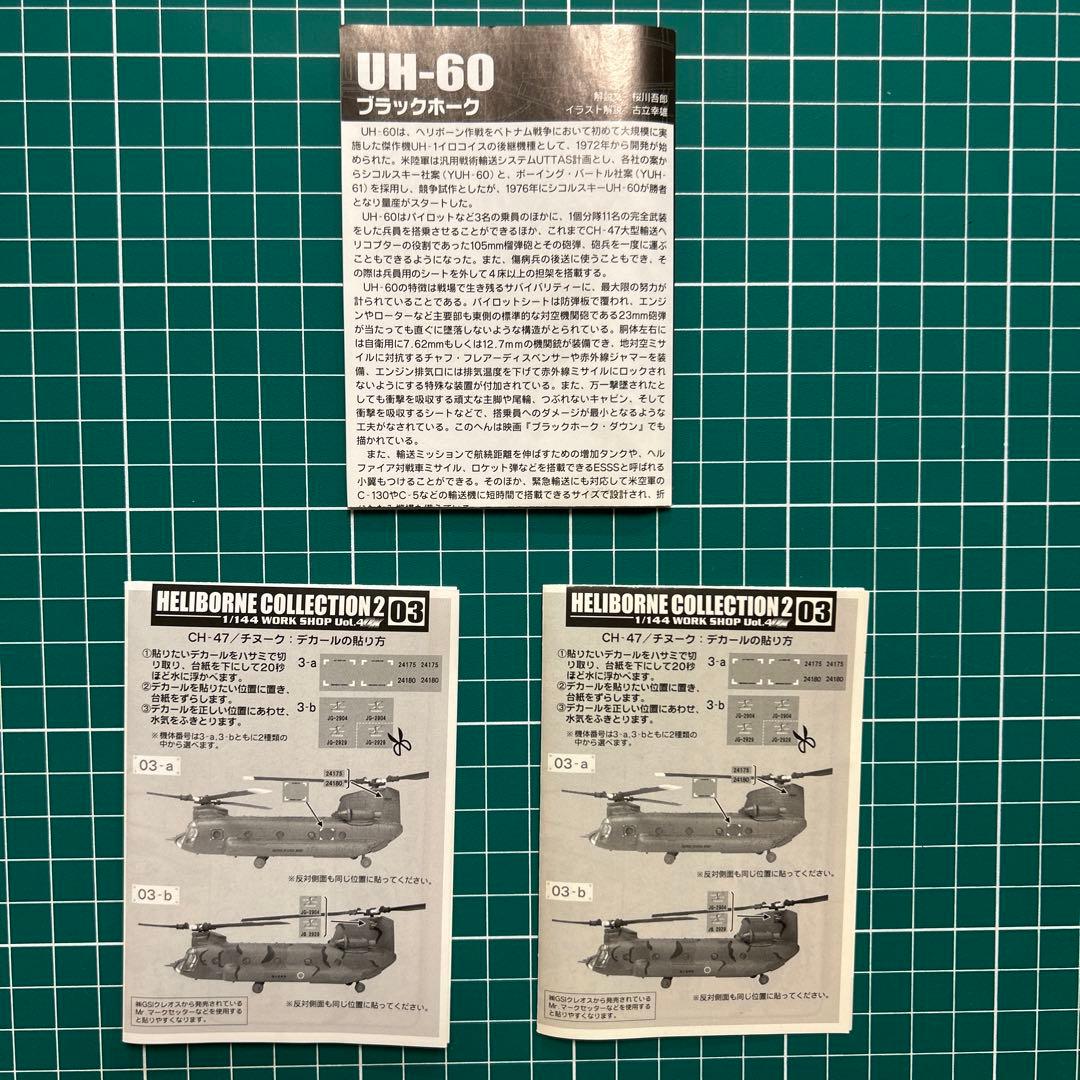 UH-60
ブラックホーク
解説文 桜川吾郎
イラスト解説 古立幸雄
UH-60は、ヘリボーン作戦をベトナム戦争において初めて大規模に実
施した傑作機UH-1イロコイスの後継機種として、1972年から開発が始
められた。米陸軍は汎用戦術輸送システムUTTAS計画とし、各社の案か
らシコルスキー社案(YUH-60)と、ボーイング・バートル社案(YUH-
61)を採用し、競争試作としたが、1976年にシコルスキーUH-60が勝者
となり量産がスタートした。
UH-60はパイロットなど3名の乗員のほかに、1個分隊11名の完全武装
をした兵員を搭乗させることができるほか、これまでCH-47大型輸送ヘ
リコプターの役割であった105mm榴弾砲とその砲弾、砲兵を一度に運ぶ
こともできるようになった。また、傷病兵の後送に使うこともでき、そ
の際は兵員用のシートを外して4床以上の担架を搭載する。
UH-60の特徴は戦場で生き残るサバイバリティーに、最大限の努力が
計られていることである。パイロットシートは防弾板で覆われ、エンジ
ンやローターなど主要部も東側の標準的な対空機関砲である23mm砲弾
が当たっても直ぐに墜落しないような構造がとられている。胴体左右に
は自衛用に7.62mmもしくは12.7mmの機関銃が装備でき、地対空ミサ
イルに対抗するチャフ・フレアーディスペンサーや赤外線ジャマーを装
備、エンジン排気口には排気温度を下げて赤外線ミサイルにロックされ
ないようにする特殊な装置が付加されている。また、万一撃墜されたと
しても衝撃を吸収する頑丈な主脚や尾輪、つぶれないキャビン、そして
衝撃を吸収するシートなどで、搭乗員へのダメージが最小となるような
工夫がなされている。このへんは映画『ブラックホーク・ダウン』でも
描かれている。
また、輸送ミッションで航続距離を伸ばすための増加タンクや、ヘル
ファイア対戦車ミサイル、ロケット弾などを搭載できるESSSと呼ばれる
小翼もつけることができる。そのほか、緊急輸送にも対応して米空軍の
C-130やC-5などの輸送機に短時間で搭載できるサイズで設計され、折
HELIBORNE COLLECTION2 03
1/144 WORK SHOP Vol.4
CH-47/チヌーク:デカールの貼り方
①貼りたいデカールをハサミで切
り取り、台紙を下にして20秒
ほど水に浮かべます。
②デカールを貼りたい位置に置き、
台紙をずらします。
③デカールを正しい位置にあわせ、
水気をふきとります。
※機体番号は3-a、3-bともに2種類の
中から選べます。
3-a
24175 24175
24180 24180
3-b
JG-2904 JG-2904
JG-2929 JG-2929
03-a
24175
24180
※反対側面も同じ位置に貼ってください。
03-b
JG-2904
JG-2929
※反対側面も同じ位置に貼ってください。
㈱GSIクレオスから発売されている
Mr.マークセッターなどを使用する
と貼りやすくなります。
HELIBORNE COLLECTION2 03
1/144 WORK SHOP Vol.4
CH-47/チヌーク:デカールの貼り方
①貼りたいデカールをハサミで切
り取り、台紙を下にして20秒
ほど水に浮かべます。
②デカールを貼りたい位置に置き、
台紙をずらします。
③デカールを正しい位置にあわせ、
水気をふきとります。
※機体番号は3-a、3-bともに2種類の
中から選べます。
3-a
24175 24175
24180 24180
3-b
JG-2904 JG-2904
JG-2929 JG-2929
03-a
24175
24180
※反対側面も同じ位置に貼ってください。
03-b
JG-2904
JG-2929
※反対側面も同じ位置に貼ってください。
㈱GSIクレオスから発売されている
Mr.マークセッターなどを使用する
と貼りやすくなります。